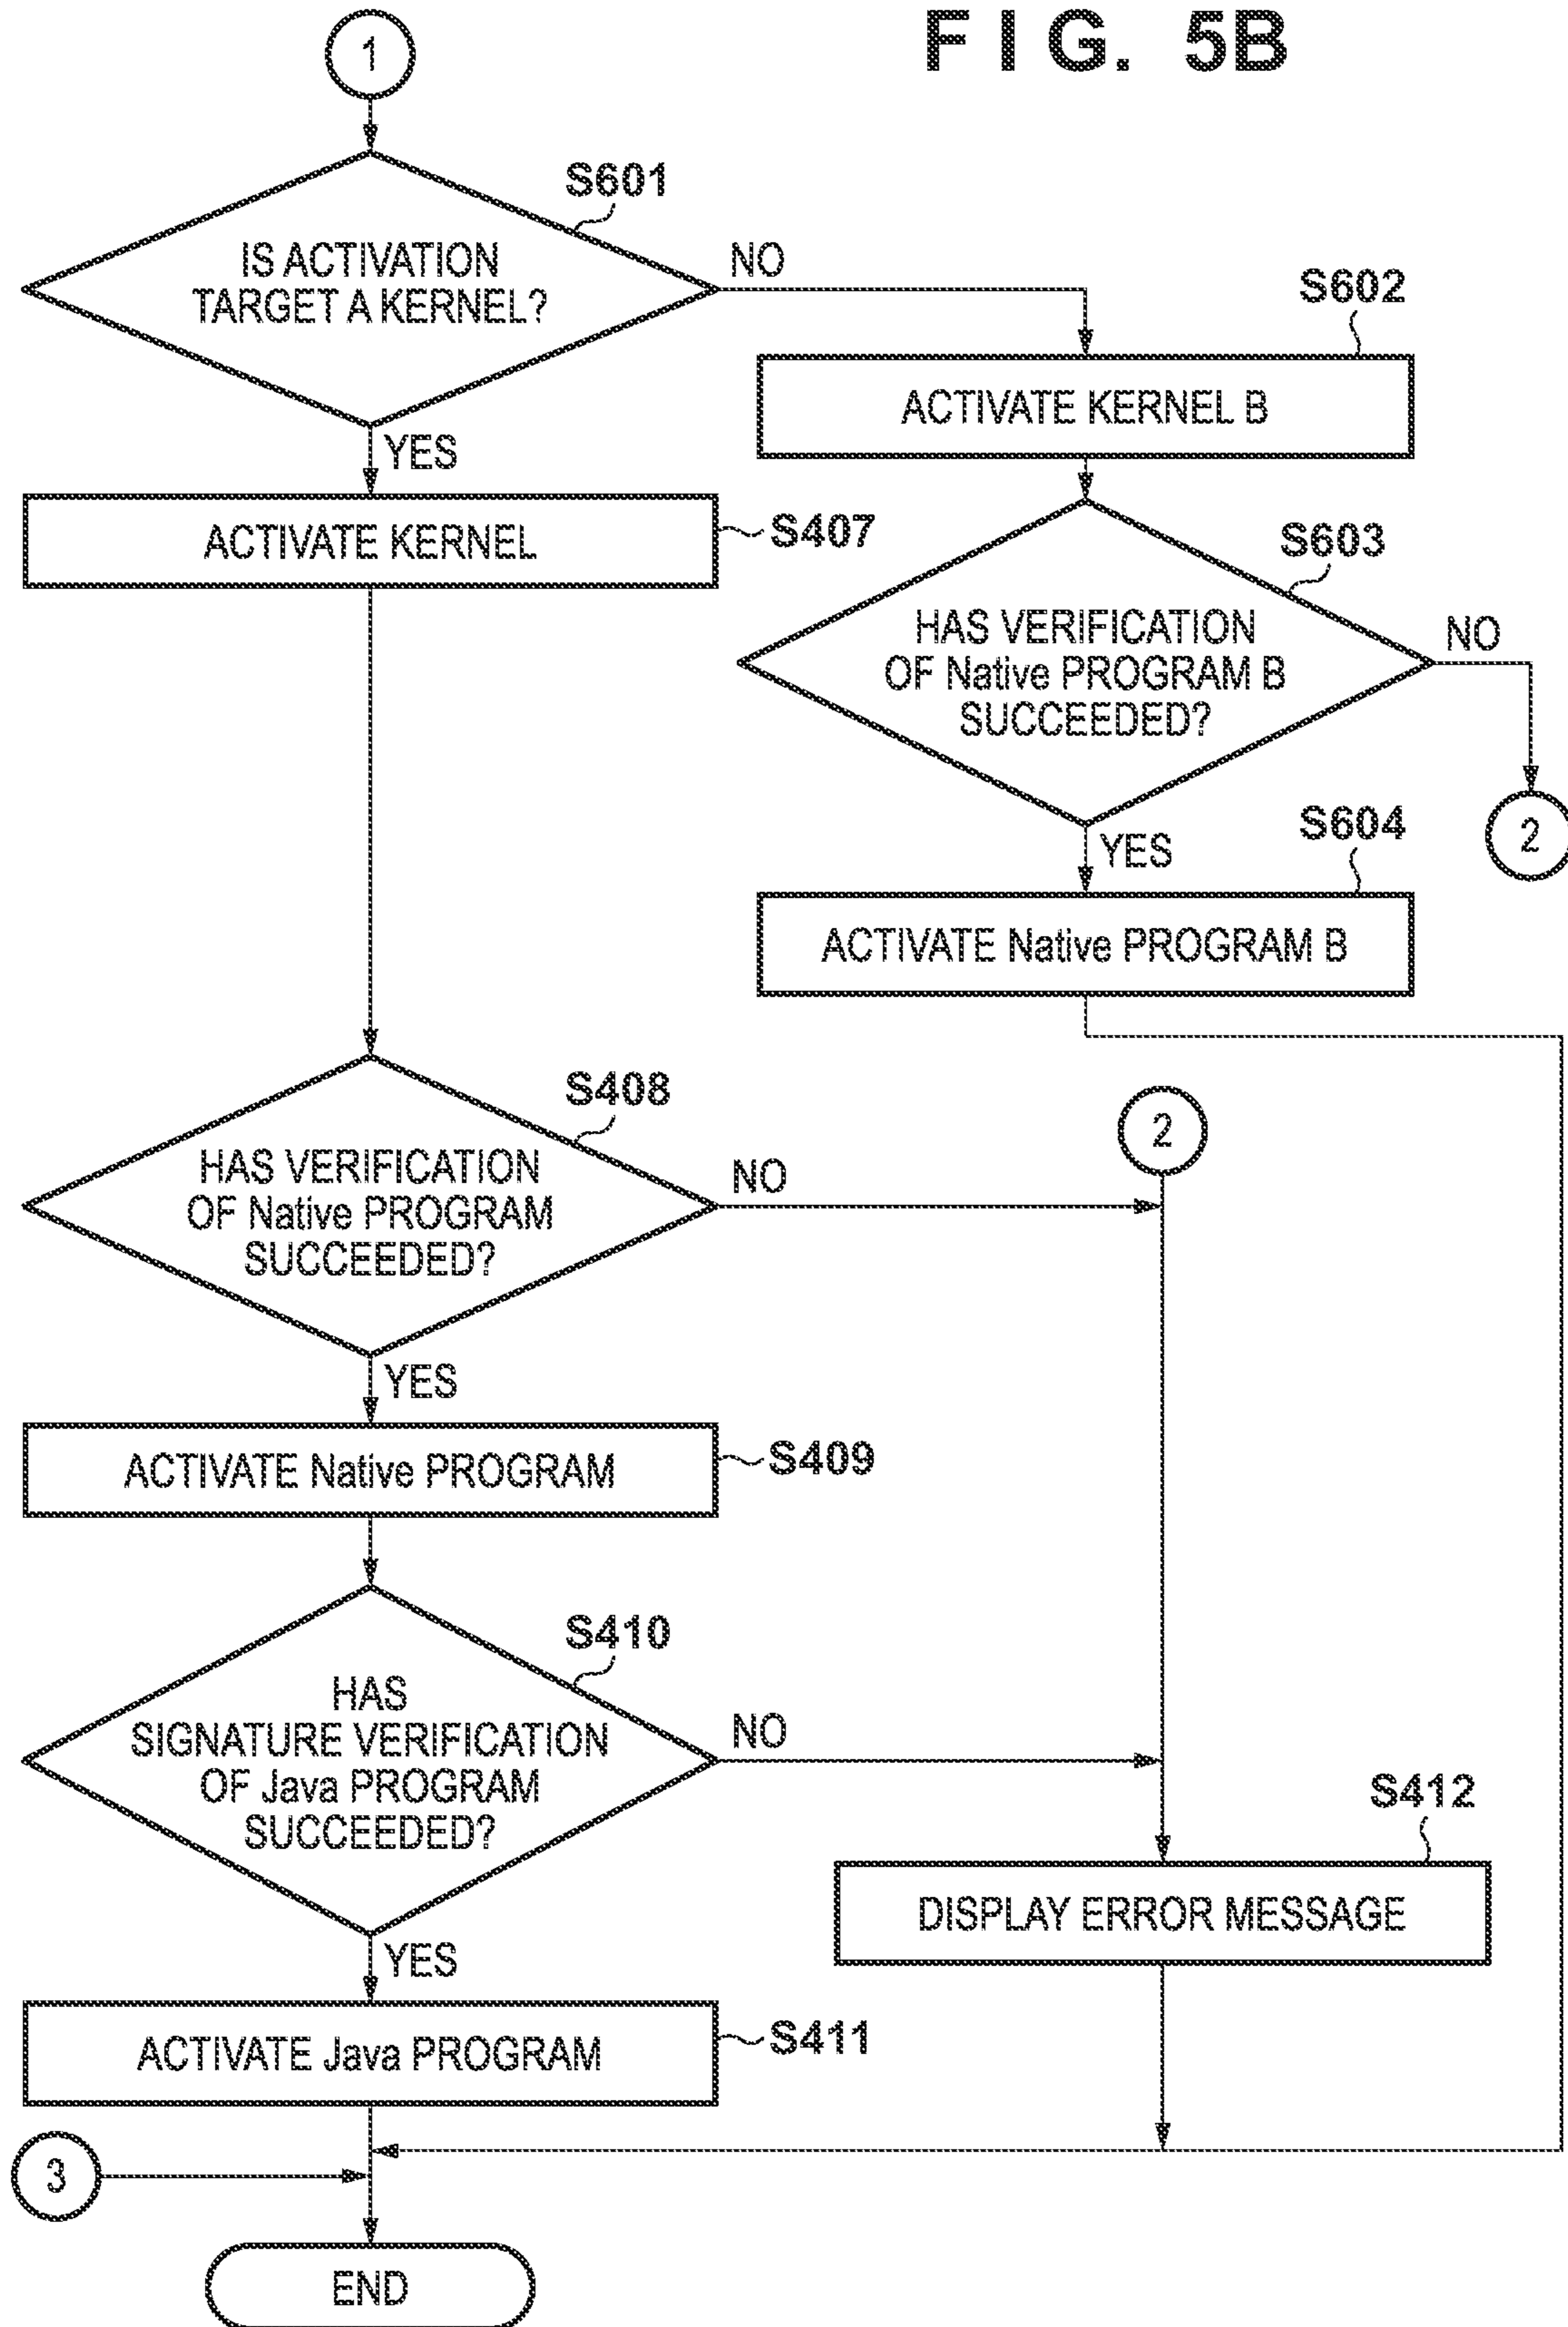 FIG. 5B
1
S601
IS ACTIVATION
TARGET A KERNEL?
NO
YES
S602
ACTIVATE KERNEL B
ACTIVATE KERNEL
S407
S603
HAS VERIFICATION
OF Native PROGRAM B
SUCCEEDED?
NO
2
YES
S604
ACTIVATE Native PROGRAM B
S408
HAS VERIFICATION
OF Native PROGRAM
SUCCEEDED?
NO
2
YES
ACTIVATE Native PROGRAM
S409
S410
HAS
SIGNATURE VERIFICATION
OF Java PROGRAM
SUCCEEDED?
NO
S412
DISPLAY ERROR MESSAGE
YES
ACTIVATE Java PROGRAM
S411
3
END